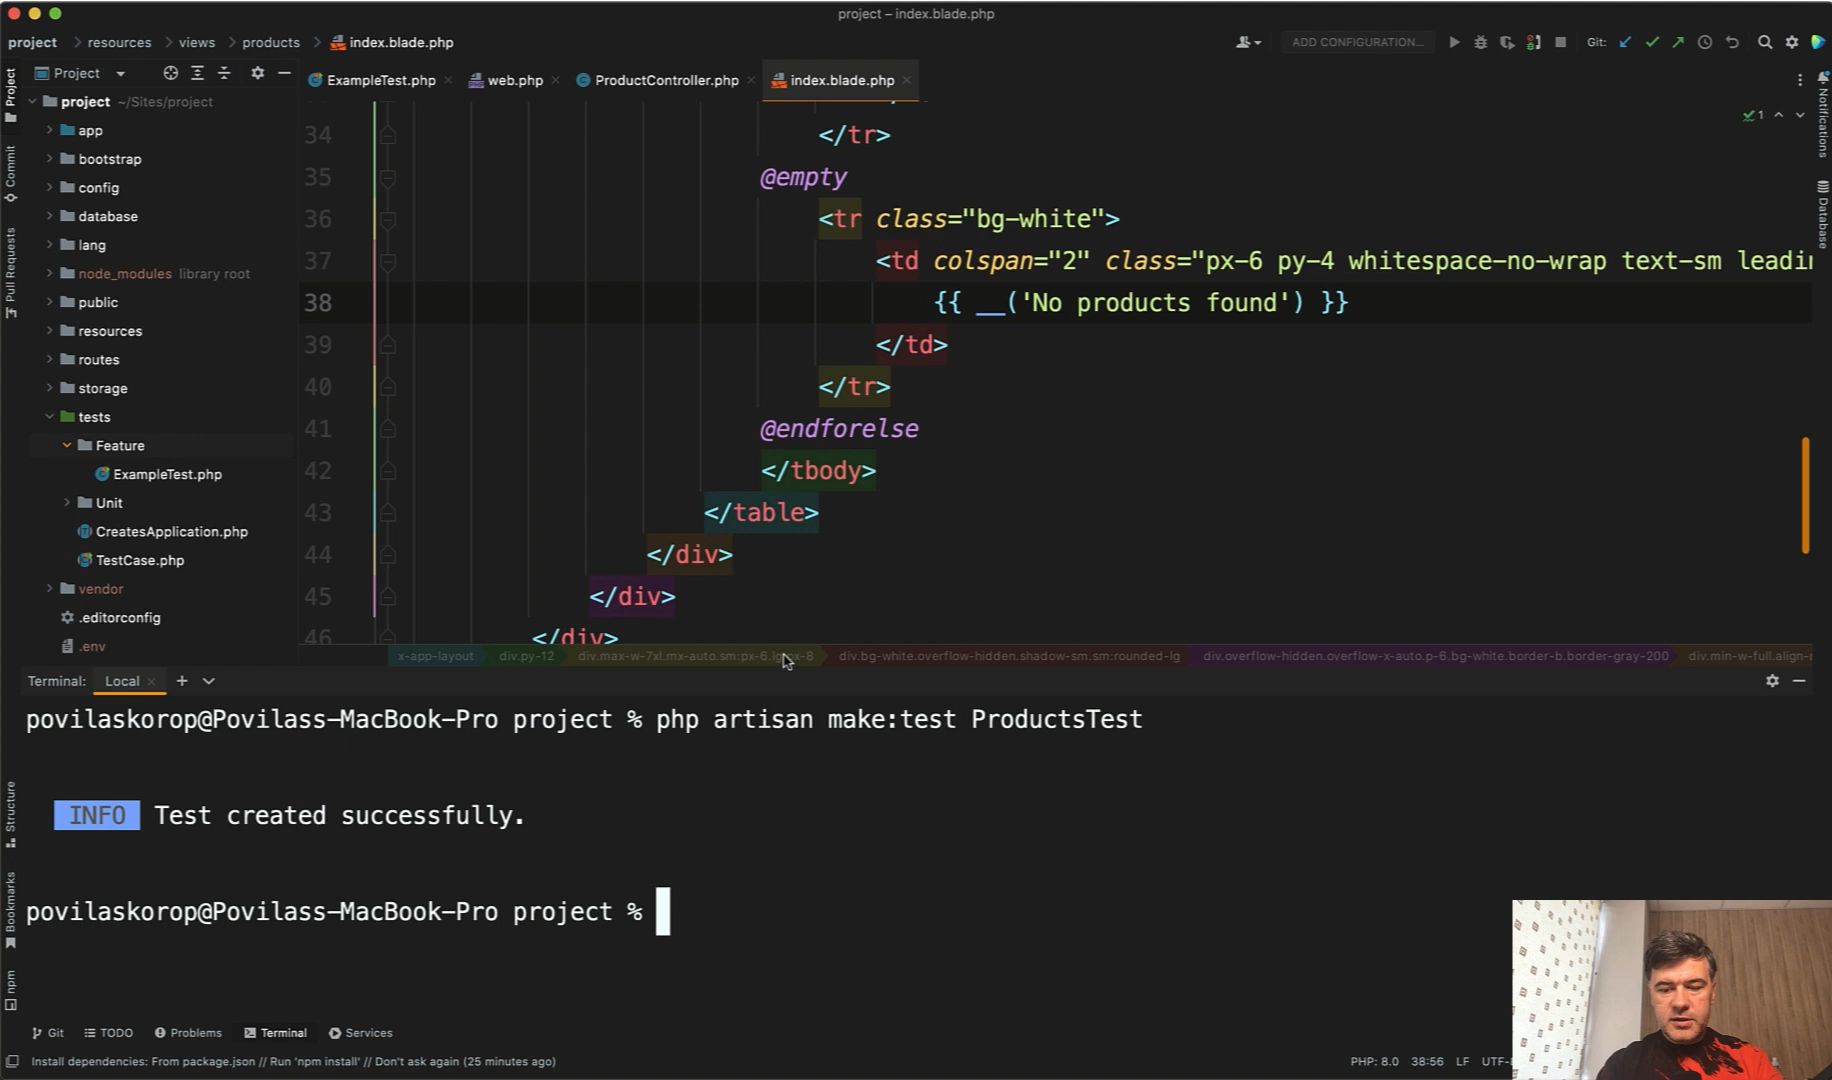 project – index.blade.php
project > resources > views > products > index.blade.php
ADD CONFIGURATION...
Git:
Project
ExampleTest.php
web.php
ProductController.php
index.blade.php
project ~/Sites/project
app
bootstrap
config
database
lang
node_modules library root
public
resources
routes
storage
tests
Feature
ExampleTest.php
Unit
CreatesApplication.php
TestCase.php
vendor
.editorconfig
.env
Project
Commit
Pull Requests
Structure
Bookmarks
npm
Notifications
Database
1
34 </tr>
35 @empty
36 <tr class="bg-white">
37 <td colspan="2" class="px-6 py-4 whitespace-no-wrap text-sm leadin
38 {{ __('No products found') }}
39 </td>
40 </tr>
41 @endforelse
42 </tbody>
43 </table>
44 </div>
45 </div>
46 </div>
x-app-layout div.py-12 div.max-w-7xl.mx-auto.sm:px-6.lg:px-8 div.bg-white.overflow-hidden.shadow-sm.sm:rounded-lg div.overflow-hidden.overflow-x-auto.p-6.bg-white.border-b.border-gray-200 div.min-w-full.align-
Terminal: Local
povilaskorop@Povilass-MacBook-Pro project % php artisan make:test ProductsTest
INFO Test created successfully.
povilaskorop@Povilass-MacBook-Pro project %
Git TODO Problems Terminal Services
Install dependencies: From package.json // Run 'npm install' // Don't ask again (25 minutes ago)
PHP: 8.0 38:56 LF UTF-